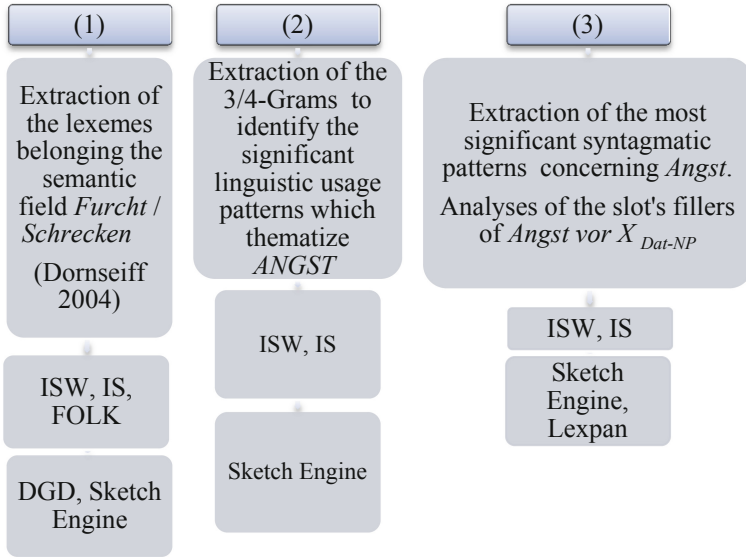 (1)
Extraction of
the lexemes
belonging the
semantic
field Furcht /
Schrecken
(Dornseiff
2004)
ISW, IS,
FOLK
DGD, Sketch
Engine
(2)
Extraction of the
3/4-Grams to
identify the
significant
linguistic usage
patterns which
thematize
ANGST
ISW, IS
Sketch Engine
(3)
Extraction of the most
significant syntagmatic
patterns concerning Angst.
Analyses of the slot's fillers
of Angst vor X Dat-NP
ISW, IS
Sketch
Engine,
Lexpan